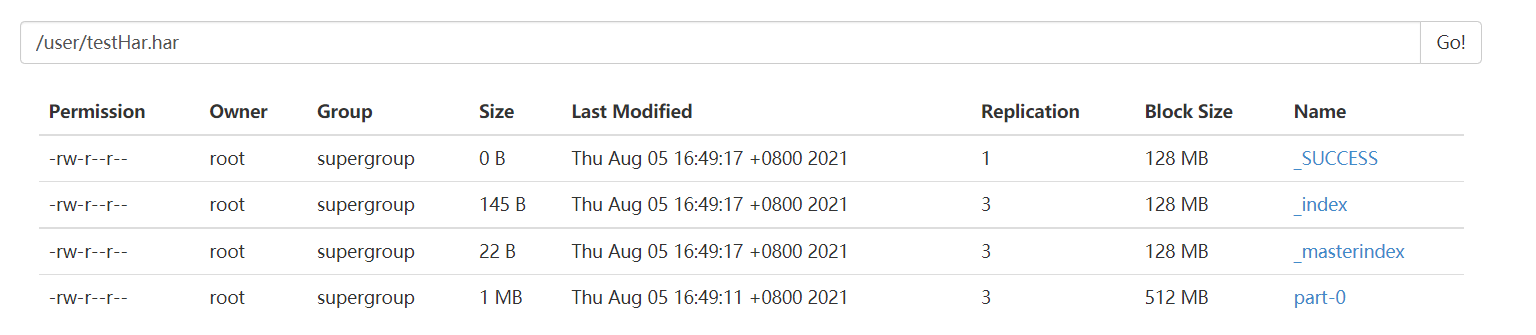 /user/testHar.har Go!
Permission Owner Group Size Last Modified Replication Block Size Name
-rw-r--r-- root supergroup 0 B Thu Aug 05 16:49:17 +0800 2021 1 128 MB _SUCCESS
-rw-r--r-- root supergroup 145 B Thu Aug 05 16:49:17 +0800 2021 3 128 MB _index
-rw-r--r-- root supergroup 22 B Thu Aug 05 16:49:17 +0800 2021 3 128 MB _masterindex
-rw-r--r-- root supergroup 1 MB Thu Aug 05 16:49:11 +0800 2021 3 512 MB part-0